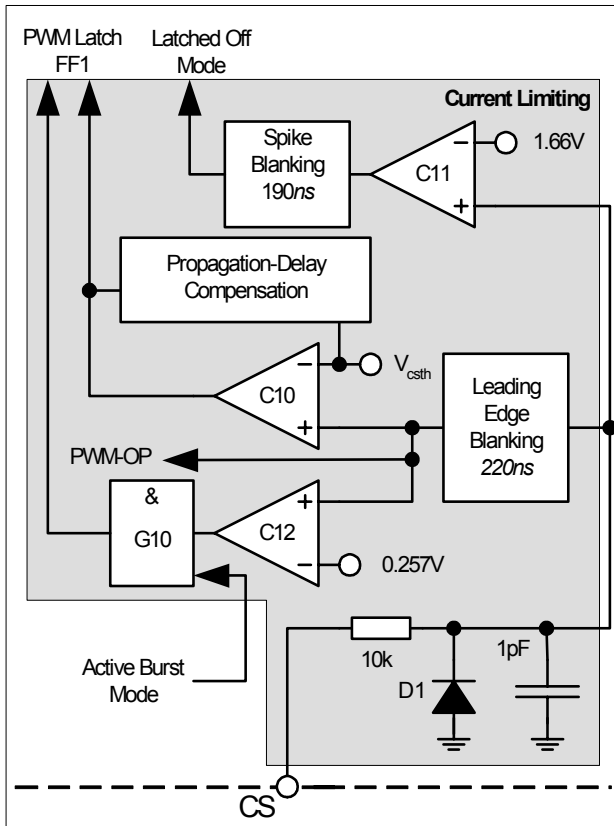 PWM Latch
FF1
Latched Off
Mode
Current Limiting
Spike
Blanking
190ns
C11
1.66V
Propagation-Delay
Compensation
Vcsth
C10
Leading
Edge
Blanking
220ns
PWM-OP
&
G10
C12
0.257V
Active Burst
Mode
10k
D1
1pF
CS